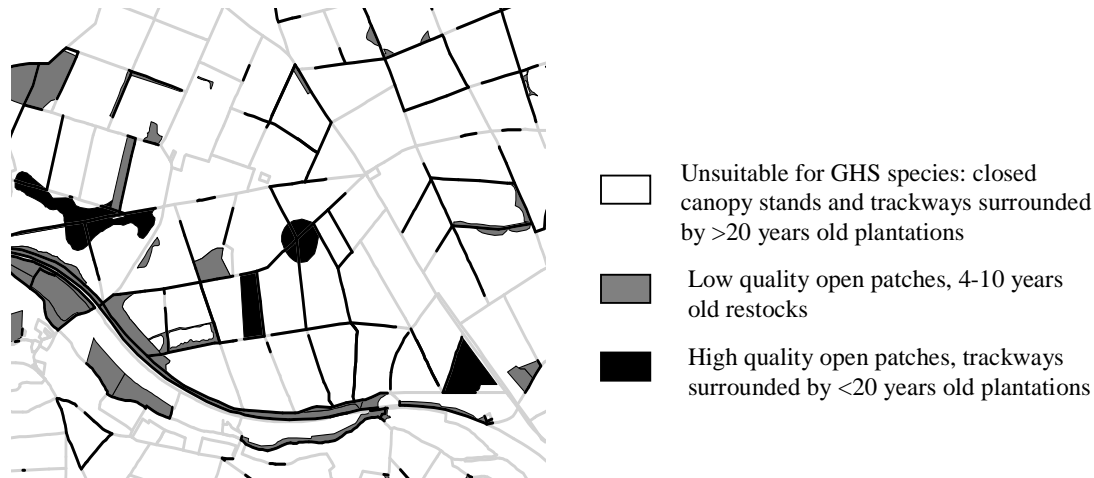 Unsuitable for GHS species: closed
canopy stands and trackways surrounded
by >20 years old plantations
Low quality open patches, 4-10 years
old restocks
High quality open patches, trackways
surrounded by <20 years old plantations